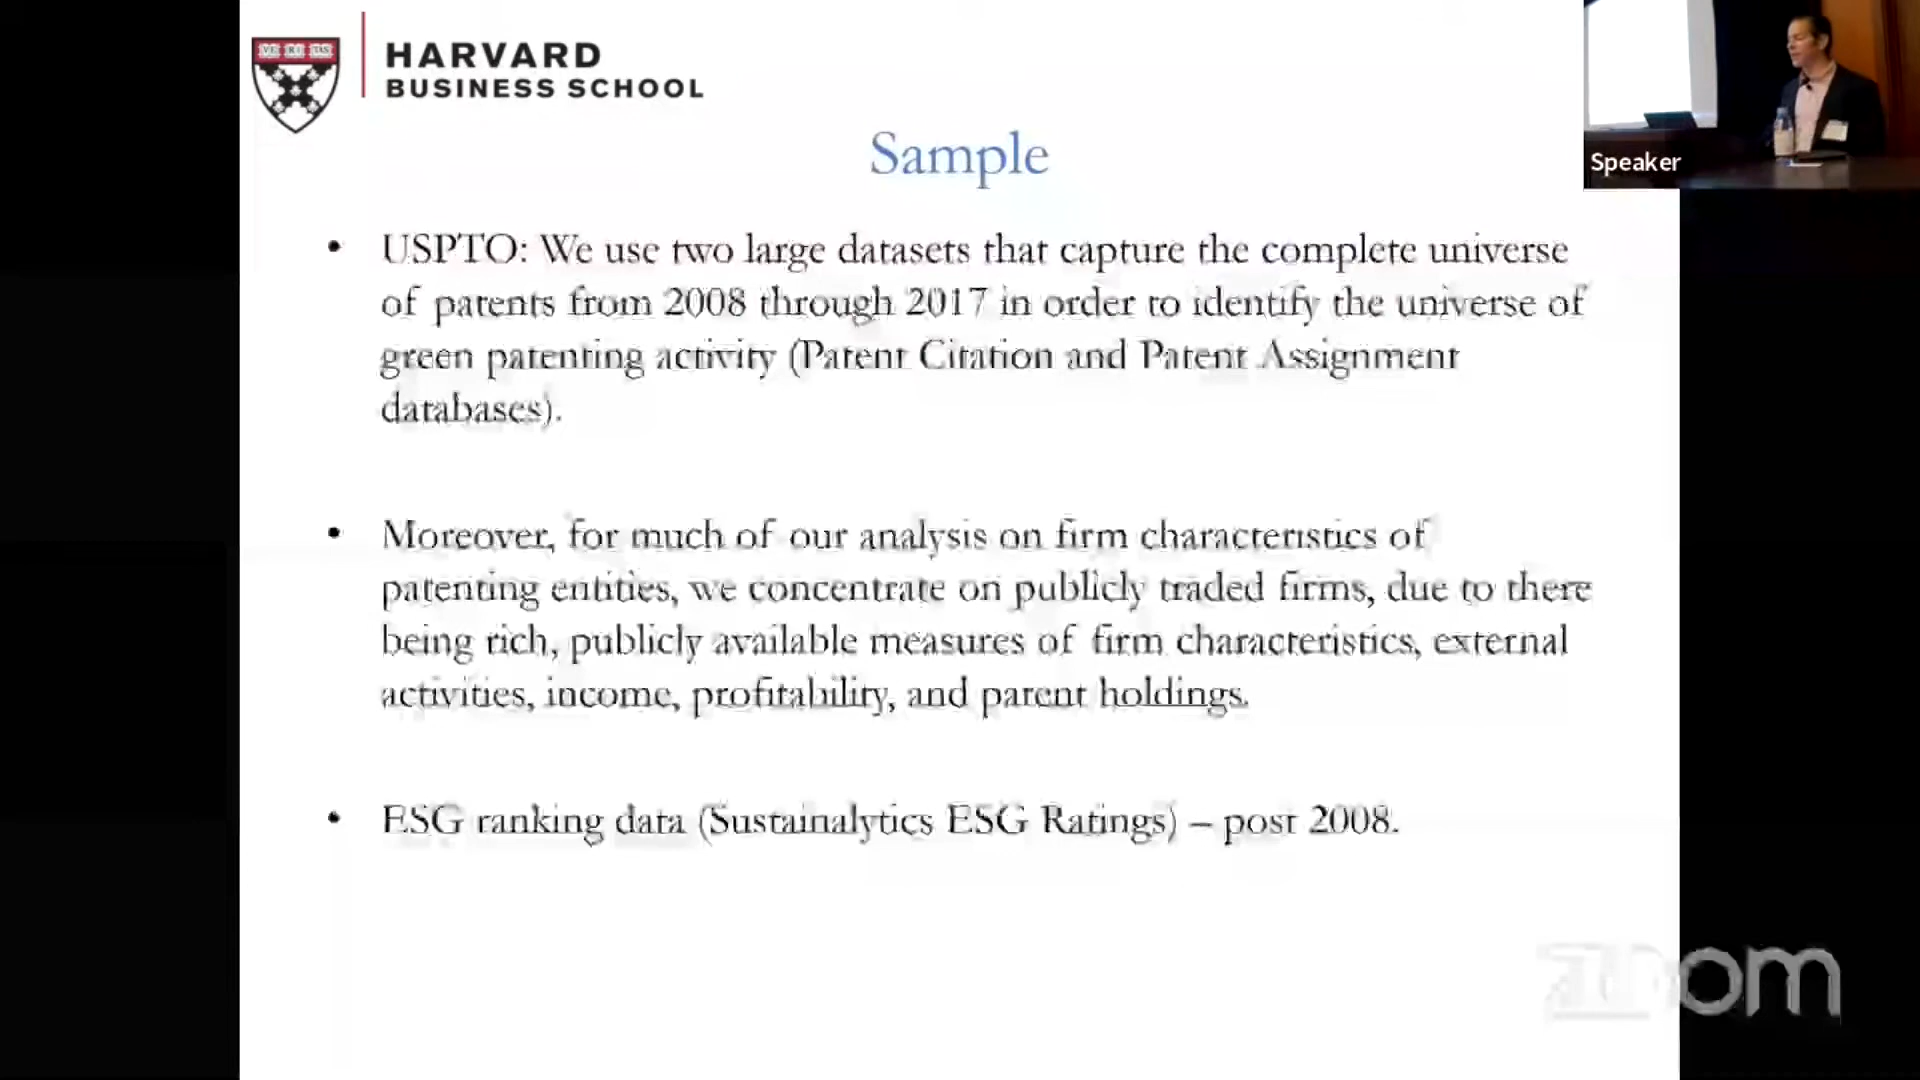 VE RI TAS
HARVARD
BUSINESS SCHOOL
Speaker
Sample
• USPTO: We use two large datasets that capture the complete universe
of patents from 2008 through 2017 in order to identify the universe of
green patenting activity (Patent Citation and Patent Assignment
databases).
• Moreover, for much of our analysis on firm characteristics of
patenting entities, we concentrate on publicly traded firms, due to there
being rich, publicly available measures of firm characteristics, external
activities, income, profitability, and patent holdings.
• ESG ranking data (Sustainalytics ESG Ratings) – post 2008.
zoom